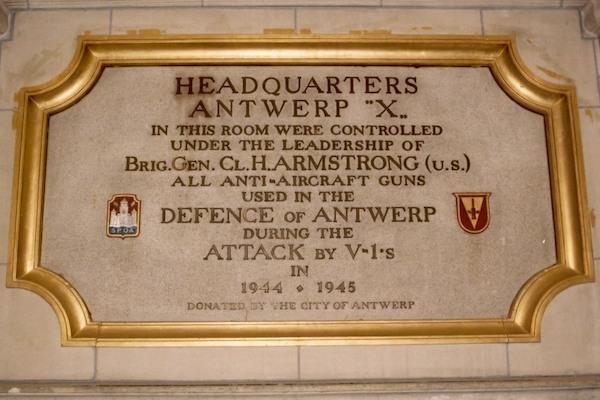 HEADQUARTERS
ANTWERP "X„
IN THIS ROOM WERE CONTROLLED
UNDER THE LEADERSHIP OF
BRIG.GEN. CL.H.ARMSTRONG (U.S.)
ALL ANTI-AIRCRAFT GUNS
USED IN THE
DEFENCE OF ANTWERP
DURING THE
ATTACK BY V-1-S
IN
1944 ◆ 1945
DONATED BY THE CITY OF ANTWERP
SPQA